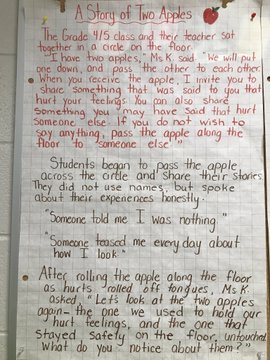 A Story of Two Apples
The Grade 4/5 class and their teacher sat
together in a circle on the floor.
"I have two apples," Ms. K. said. "We will put
one down, and pass the other to each other.
When you receive the apple, I invite you to
share something that was said to you that
hurt your feelings. You can also share
something you may have said that hurt
someone else. If you do not wish to
say anything, pass the apple along the
floor to someone else."
Students began to pass the apple
across the circle and share their stories.
They did not use names, but spoke
about their experiences honestly.
"Someone told me I was nothing."
"Someone teased me every day about
how I look."
After rolling the apple along the floor
as hurts rolled off tongues, Ms. K.
asked, "Let's look at the two apples
again – the one we used to hold our
hurt feelings, and the one that
stayed safely on the floor, untouched.
What do you notice about them?"